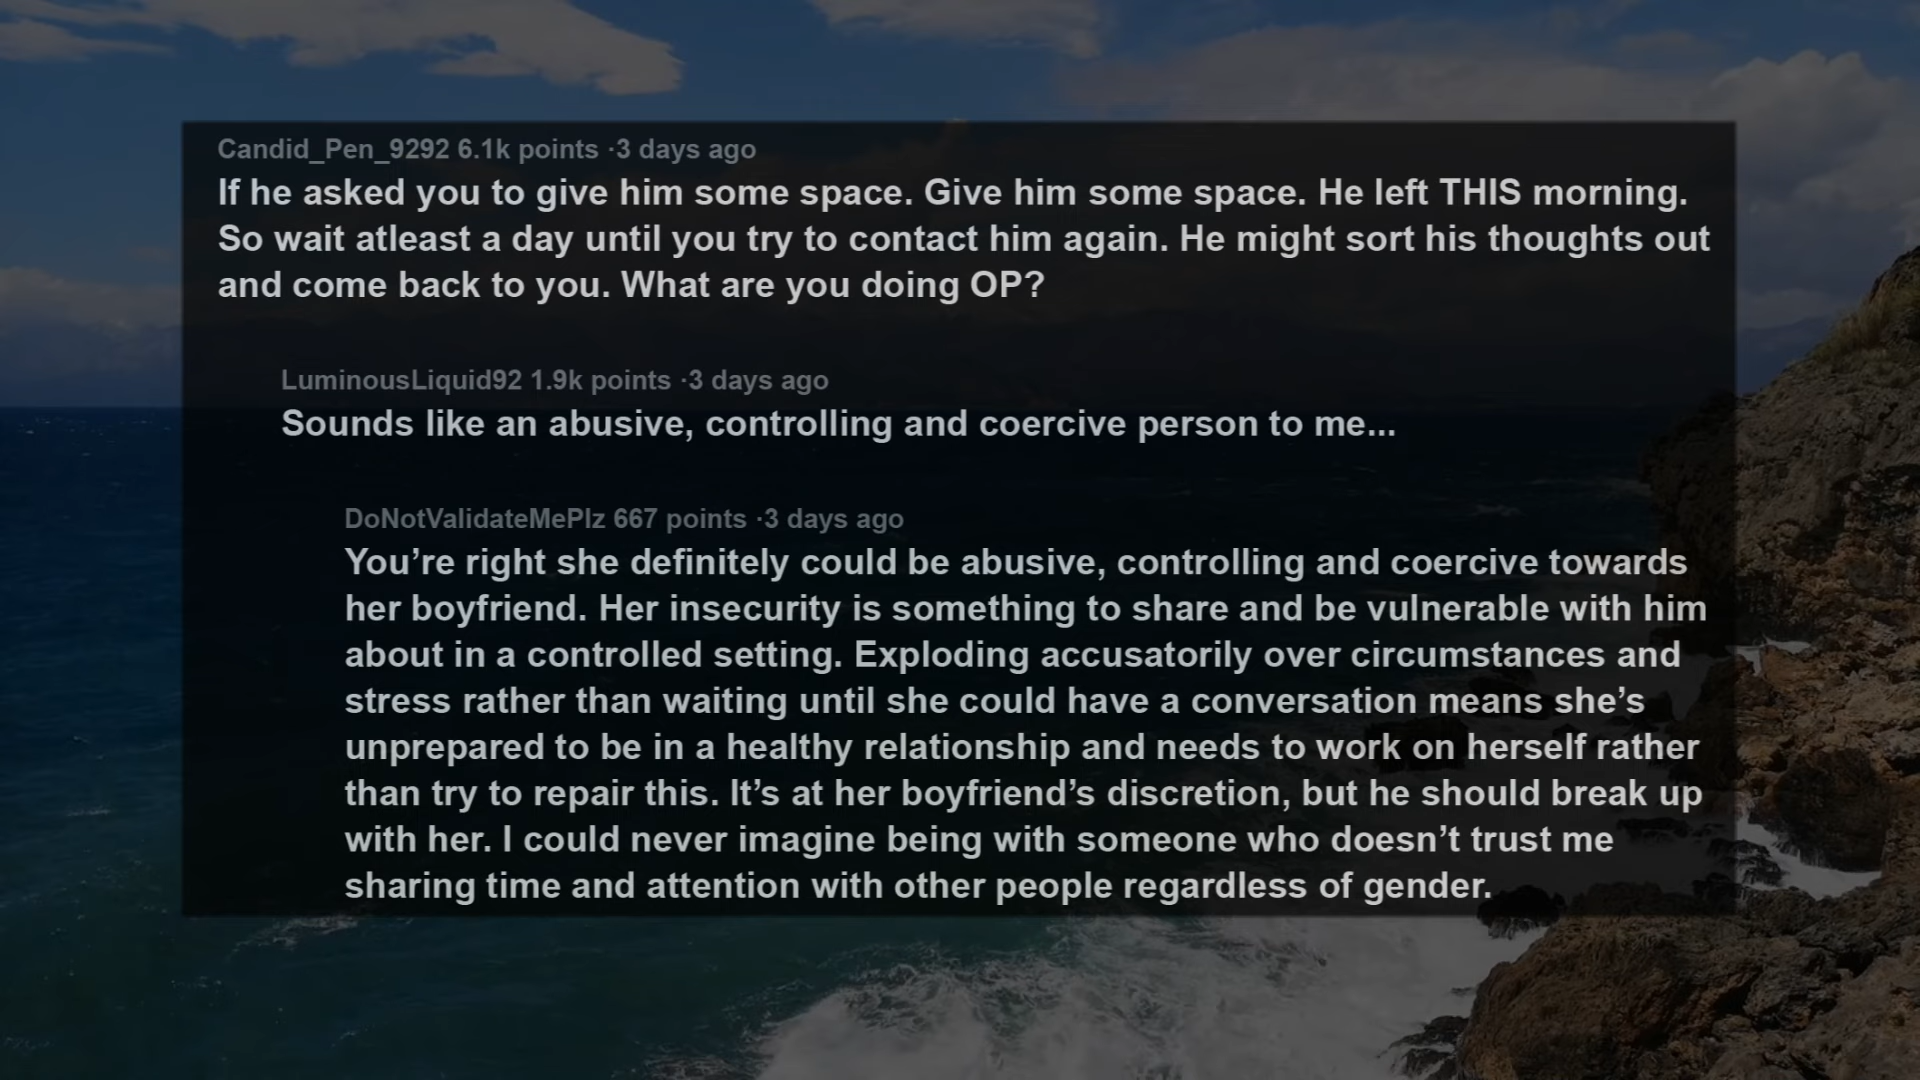 Candid_Pen_9292 6.1k points ·3 days ago
If he asked you to give him some space. Give him some space. He left THIS morning.
So wait atleast a day until you try to contact him again. He might sort his thoughts out
and come back to you. What are you doing OP?
LuminousLiquid92 1.9k points ·3 days ago
Sounds like an abusive, controlling and coercive person to me...
DoNotValidateMePlz 667 points ·3 days ago
You’re right she definitely could be abusive, controlling and coercive towards
her boyfriend. Her insecurity is something to share and be vulnerable with him
about in a controlled setting. Exploding accusatorily over circumstances and
stress rather than waiting until she could have a conversation means she’s
unprepared to be in a healthy relationship and needs to work on herself rather
than try to repair this. It’s at her boyfriend’s discretion, but he should break up
with her. I could never imagine being with someone who doesn’t trust me
sharing time and attention with other people regardless of gender.